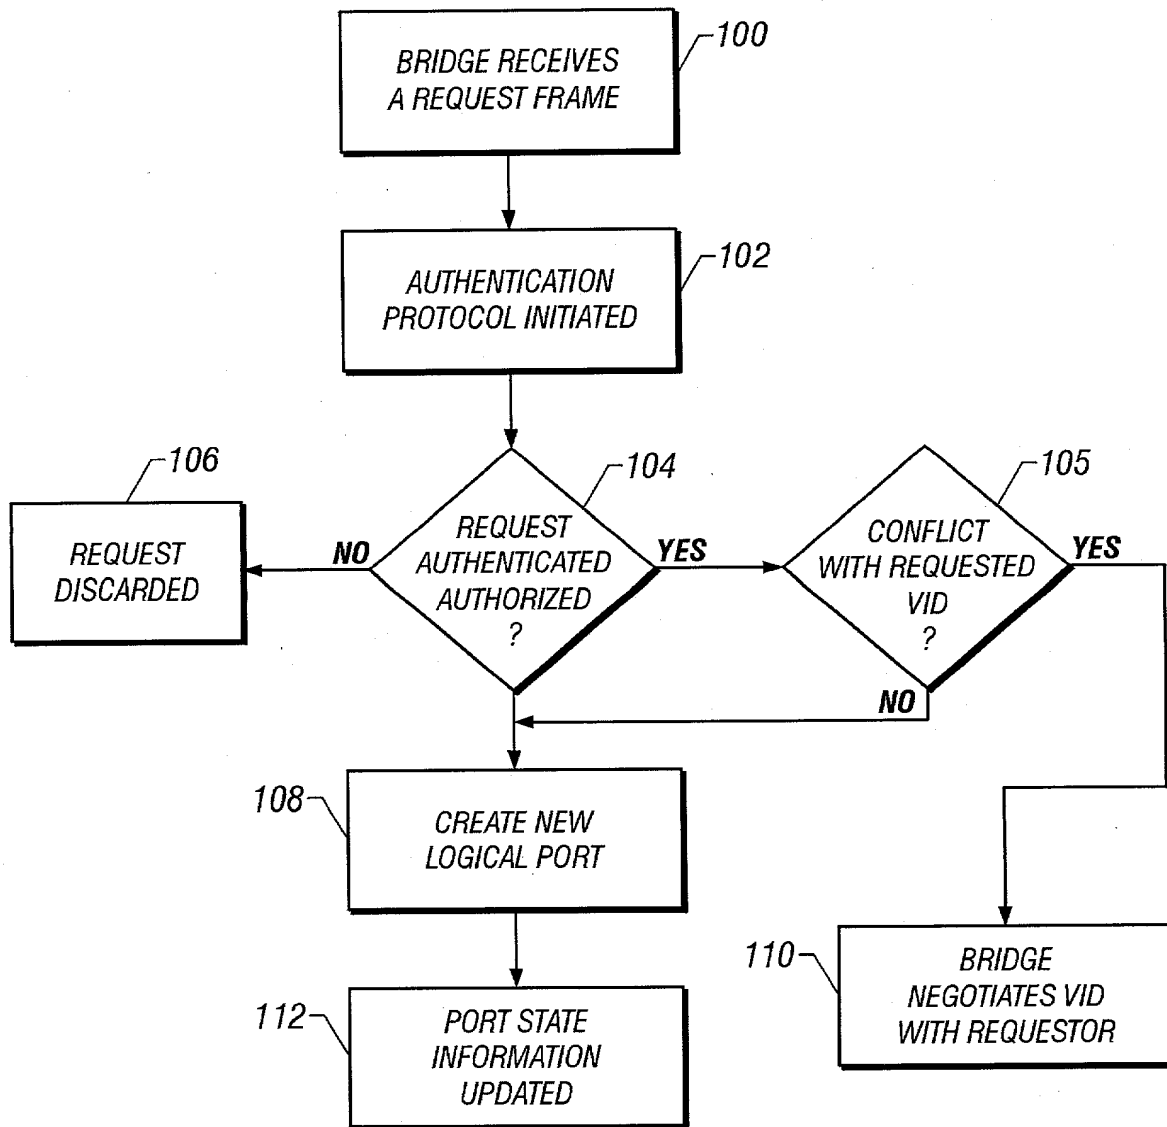 BRIDGE RECEIVES
A REQUEST FRAME
100
AUTHENTICATION
PROTOCOL INITIATED
102
106
REQUEST
DISCARDED
NO
104
REQUEST
AUTHENTICATED
AUTHORIZED
?
YES
105
CONFLICT
WITH REQUESTED
VID
?
YES
NO
108
CREATE NEW
LOGICAL PORT
110
BRIDGE
NEGOTIATES VID
WITH REQUESTOR
112
PORT STATE
INFORMATION
UPDATED